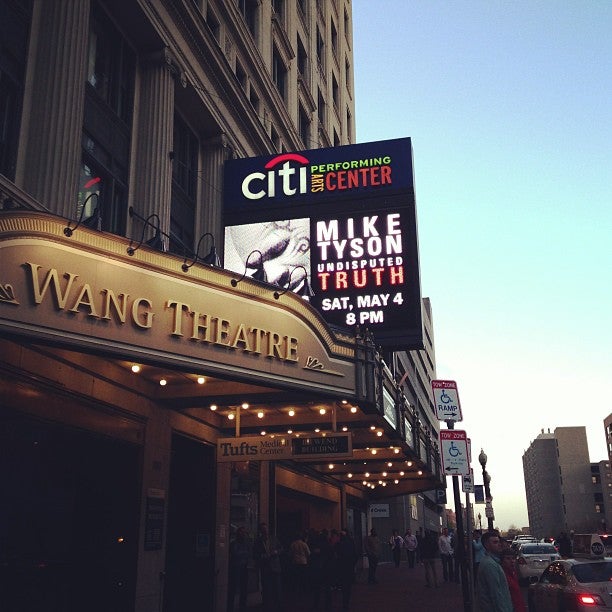 citi PERFORMING
ARTS CENTER
MIKE
TYSON
UNDISPUTED
TRUTH
SAT, MAY 4
8 PM
WANG THEATRE
TOW ZONE
RAMP
TOW ZONE
Tufts Medical
Center
BUILDING